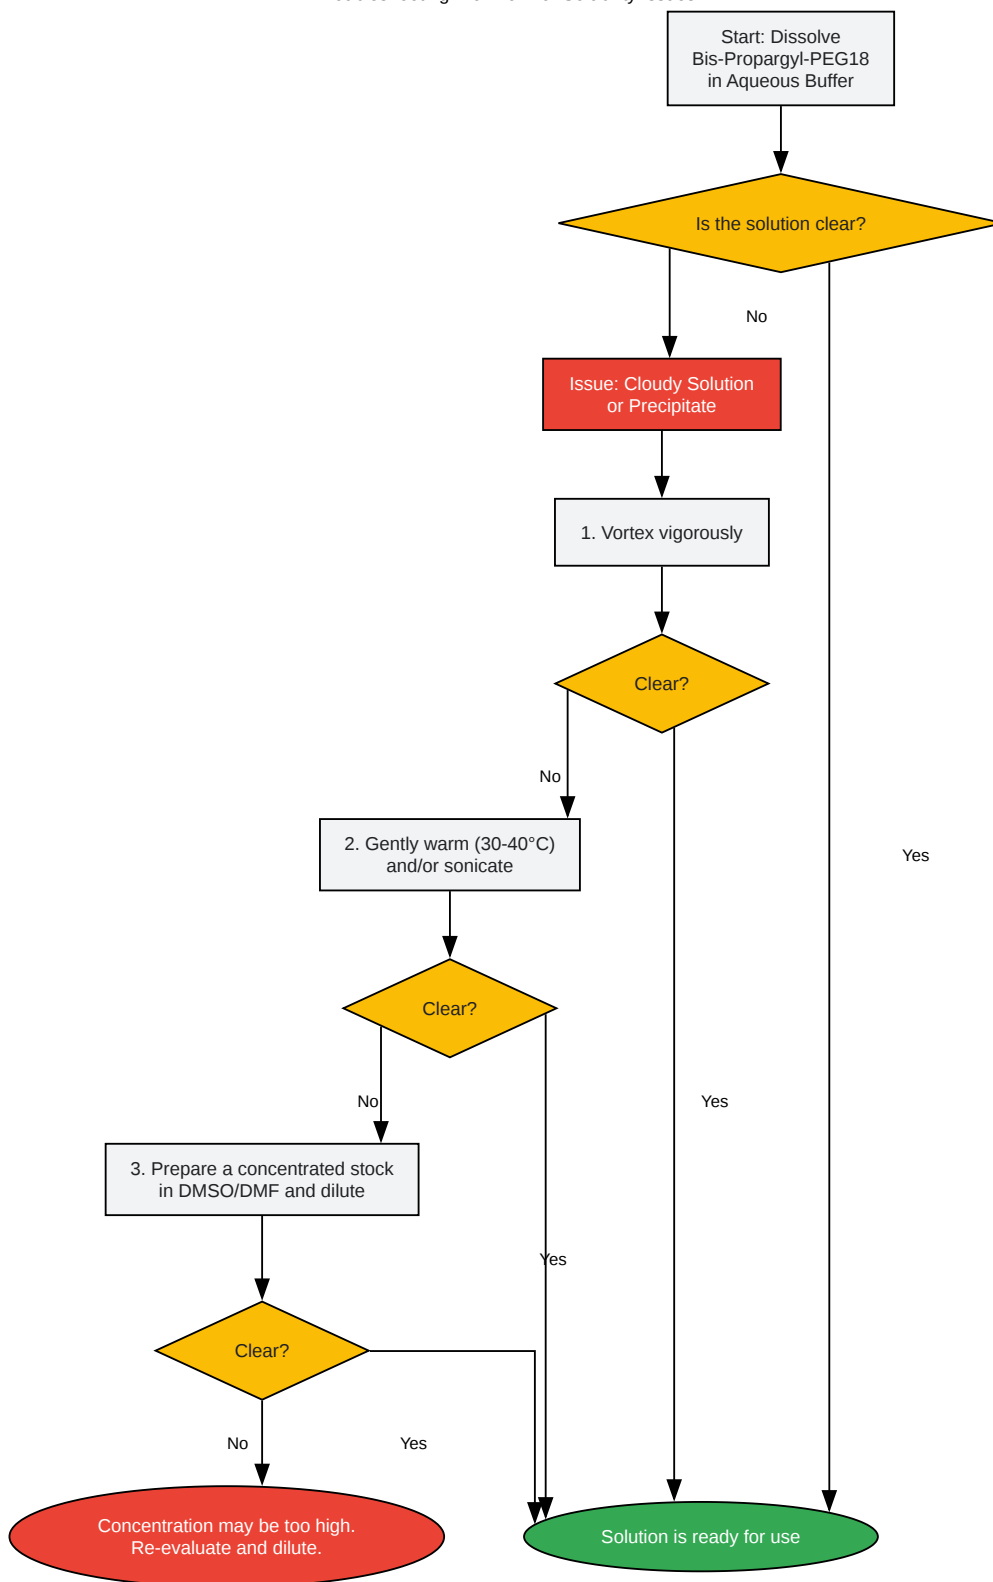 Start: Dissolve
Bis-Propargyl-PEG18
in Aqueous Buffer
Is the solution clear?
No
Issue: Cloudy Solution
or Precipitate
1. Vortex vigorously
Clear?
No
2. Gently warm (30-40°C)
and/or sonicate
Yes
Clear?
No
Yes
3. Prepare a concentrated stock
in DMSO/DMF and dilute
Yes
Clear?
No
Yes
Concentration may be too high.
Re-evaluate and dilute.
Solution is ready for use